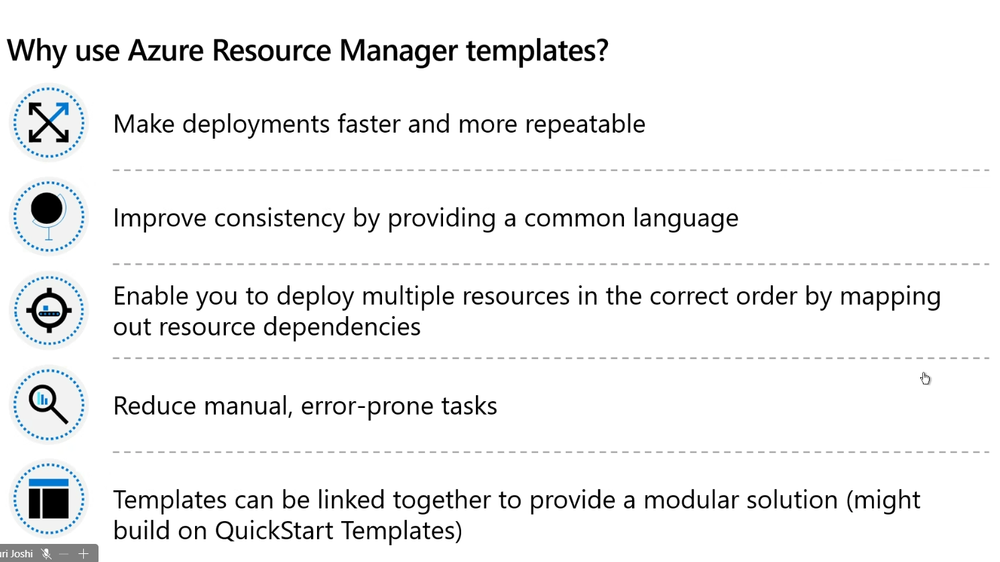 Why use Azure Resource Manager templates?
Make deployments faster and more repeatable
Improve consistency by providing a common language
Enable you to deploy multiple resources in the correct order by mapping
out resource dependencies
Reduce manual, error-prone tasks
Templates can be linked together to provide a modular solution (might
build on QuickStart Templates)
Joshi